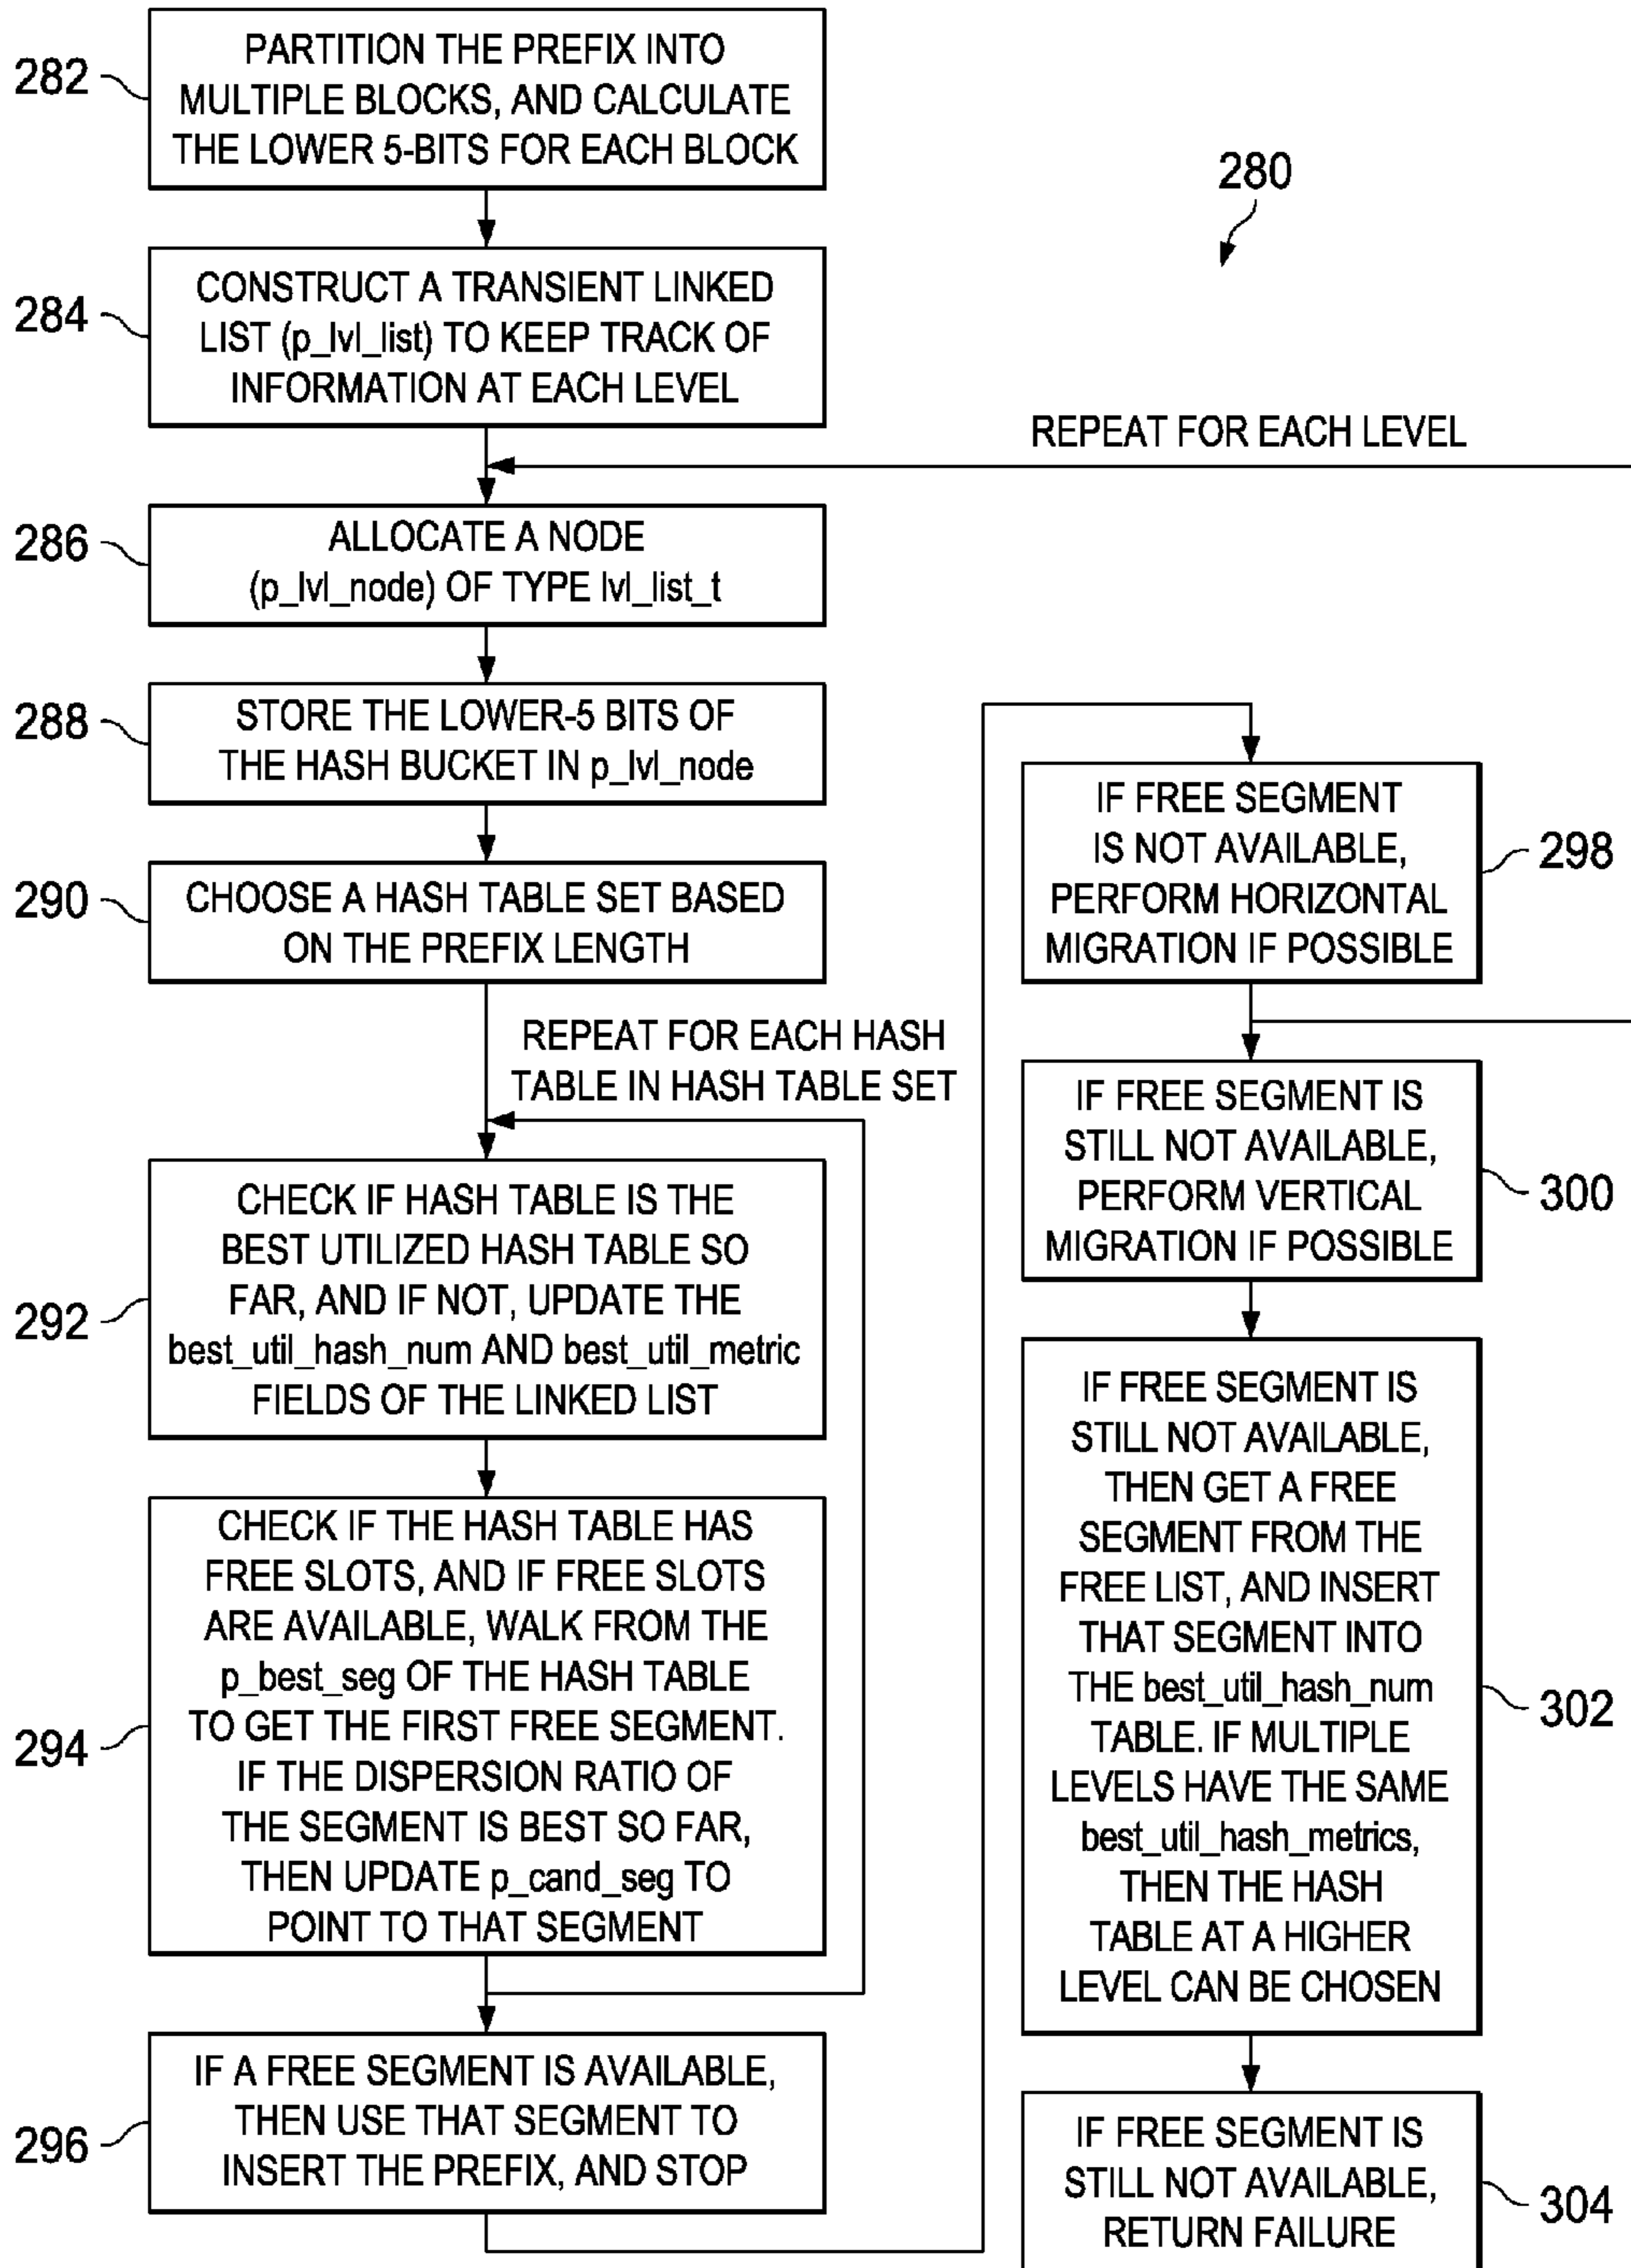 282
PARTITION THE PREFIX INTO
MULTIPLE BLOCKS, AND CALCULATE
THE LOWER 5-BITS FOR EACH BLOCK
280
284
CONSTRUCT A TRANSIENT LINKED
LIST (p_lvl_list) TO KEEP TRACK OF
INFORMATION AT EACH LEVEL
REPEAT FOR EACH LEVEL
286
ALLOCATE A NODE
(p_lvl_node) OF TYPE lvl_list_t
288
STORE THE LOWER-5 BITS OF
THE HASH BUCKET IN p_lvl_node
290
CHOOSE A HASH TABLE SET BASED
ON THE PREFIX LENGTH
REPEAT FOR EACH HASH
TABLE IN HASH TABLE SET
292
CHECK IF HASH TABLE IS THE
BEST UTILIZED HASH TABLE SO
FAR, AND IF NOT, UPDATE THE
best_util_hash_num AND best_util_metric
FIELDS OF THE LINKED LIST
294
CHECK IF THE HASH TABLE HAS
FREE SLOTS, AND IF FREE SLOTS
ARE AVAILABLE, WALK FROM THE
p_best_seg OF THE HASH TABLE
TO GET THE FIRST FREE SEGMENT.
IF THE DISPERSION RATIO OF
THE SEGMENT IS BEST SO FAR,
THEN UPDATE p_cand_seg TO
POINT TO THAT SEGMENT
296
IF A FREE SEGMENT IS AVAILABLE,
THEN USE THAT SEGMENT TO
INSERT THE PREFIX, AND STOP
IF FREE SEGMENT
IS NOT AVAILABLE,
PERFORM HORIZONTAL
MIGRATION IF POSSIBLE
298
IF FREE SEGMENT IS
STILL NOT AVAILABLE,
PERFORM VERTICAL
MIGRATION IF POSSIBLE
300
IF FREE SEGMENT IS
STILL NOT AVAILABLE,
THEN GET A FREE
SEGMENT FROM THE
FREE LIST, AND INSERT
THAT SEGMENT INTO
THE best_util_hash_num
TABLE. IF MULTIPLE
LEVELS HAVE THE SAME
best_util_hash_metrics,
THEN THE HASH
TABLE AT A HIGHER
LEVEL CAN BE CHOSEN
302
IF FREE SEGMENT IS
STILL NOT AVAILABLE,
RETURN FAILURE
304